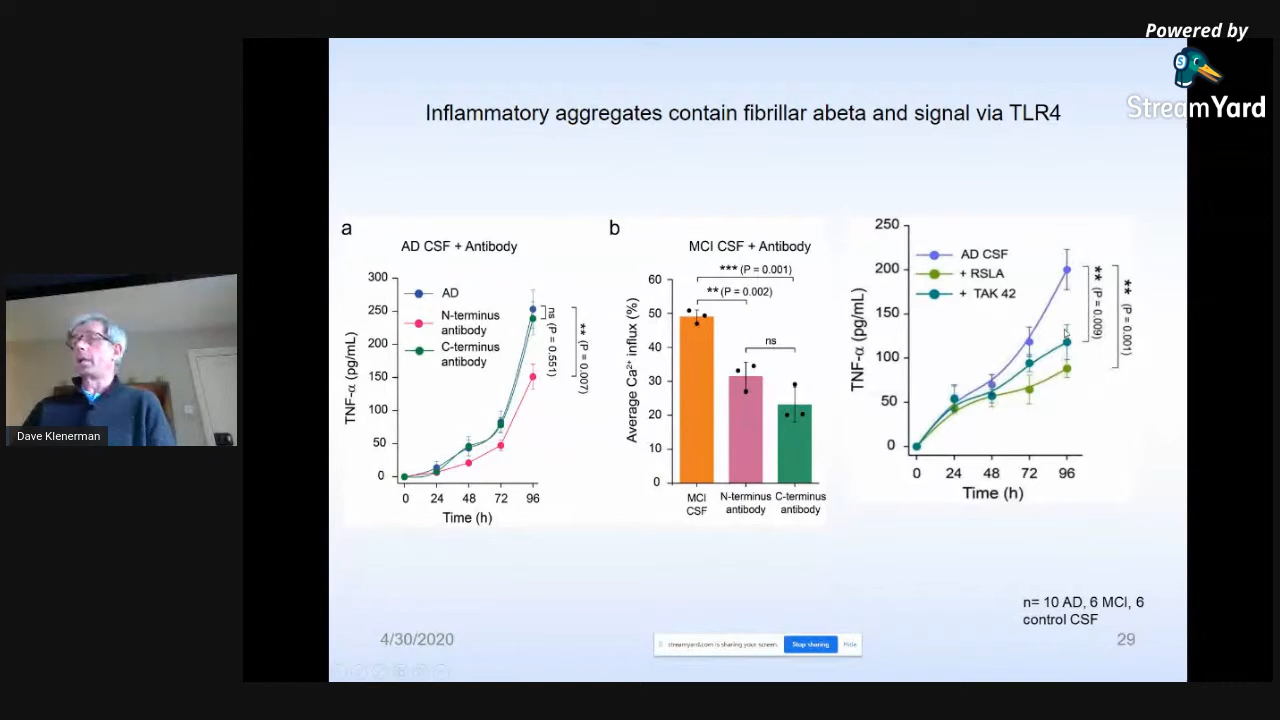 Powered by
StreamYard
Inflammatory aggregates contain fibrillar abeta and signal via TLR4
a
AD CSF + Antibody
300
250
200
150
100
50
0
TNF-α (pg/mL)
AD
N-terminus
antibody
C-terminus
antibody
ns (P = 0.551)
** (P = 0.007)
0 24 48 72 96
Time (h)
b
MCI CSF + Antibody
*** (P = 0.001)
** (P = 0.002)
ns
60
50
40
30
20
10
0
Average Ca²⁺ influx (%)
MCI
CSF
N-terminus
antibody
C-terminus
antibody
250
200
150
100
50
0
TNF-α (pg/mL)
AD CSF
+ RSLA
+ TAK 42
** (P = 0.009)
** (P = 0.001)
0 24 48 72 96
Time (h)
Dave Klenerman
n= 10 AD, 6 MCI, 6
control CSF
4/30/2020
streamyard.com is sharing your screen.
Stop sharing
Hide
29